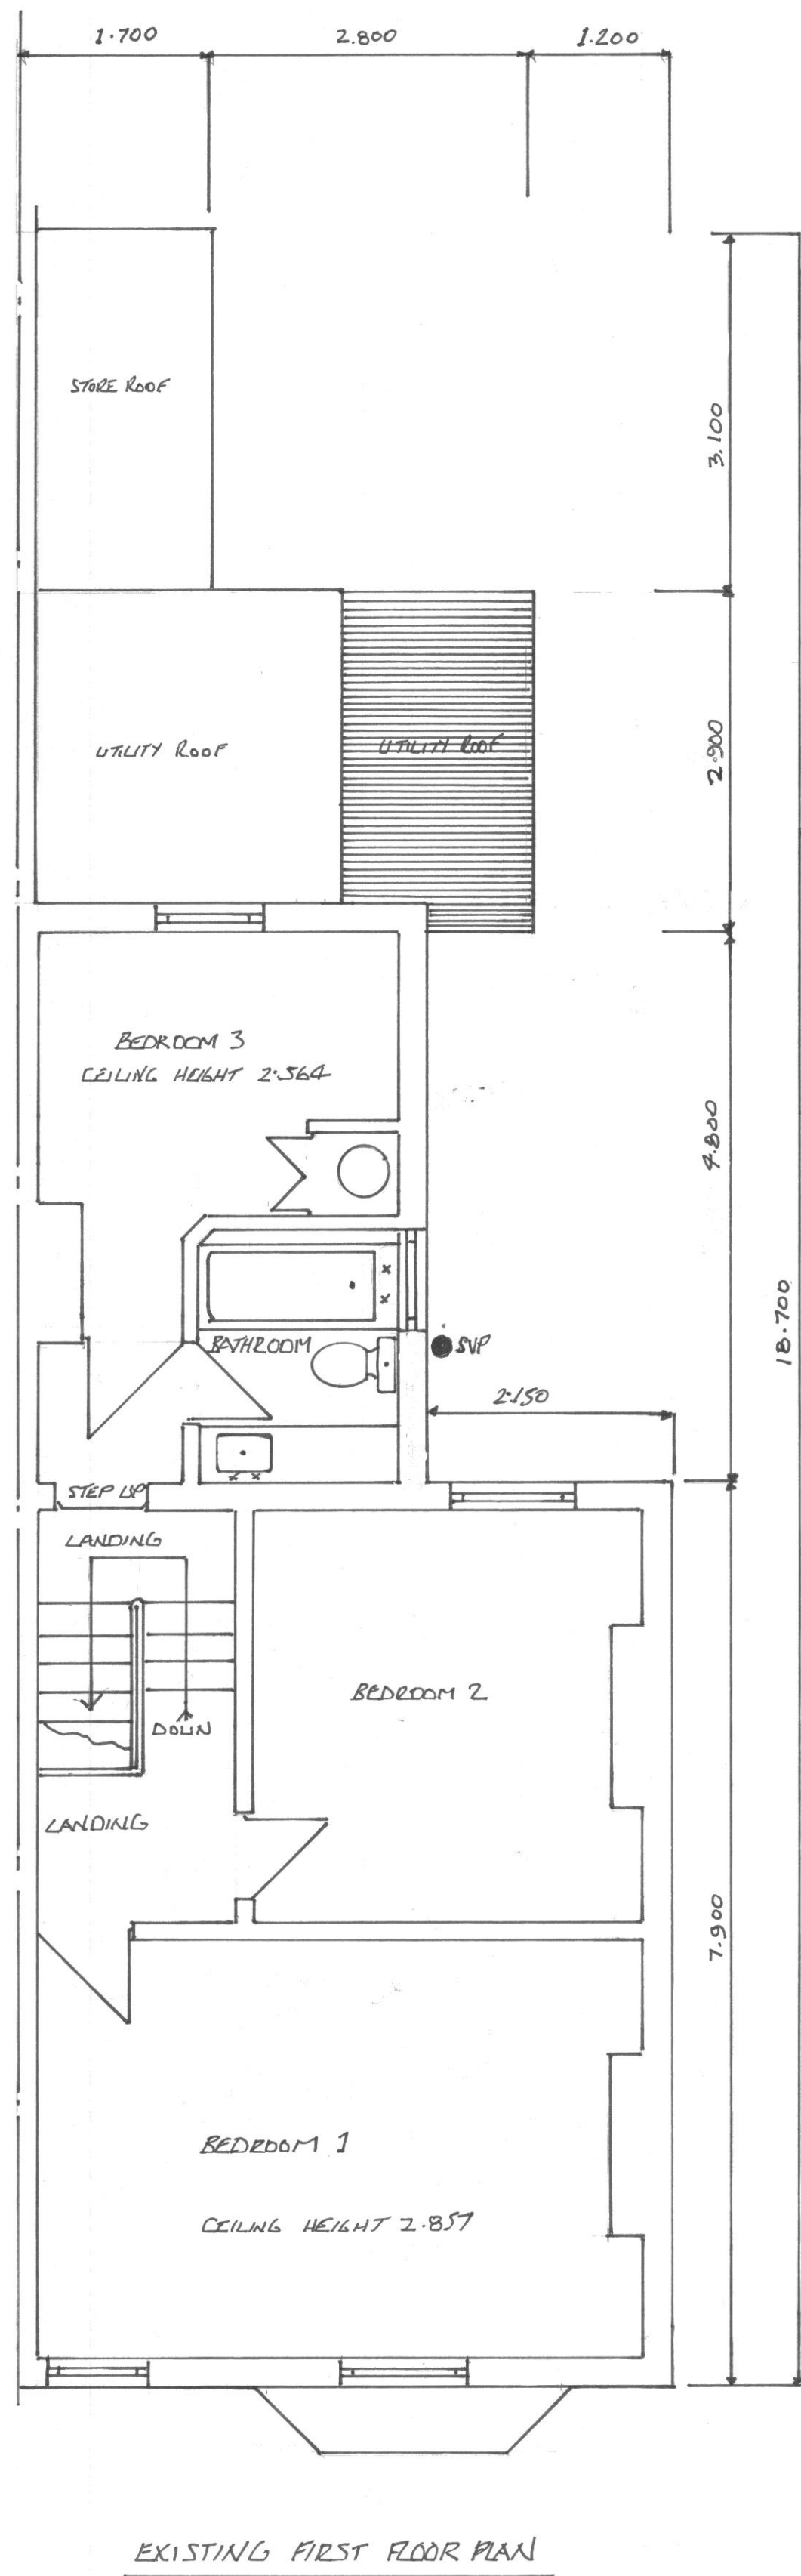 1.700 2.800 1.200
STORE ROOF
3.100
UTILITY ROOF
UTILITY ROOF
2.900
BEDROOM 3
CEILING HEIGHT 2.564
4.800
BATHROOM
SVP
2.150
18.700
STEP UP
LANDING
BEDROOM 2
DOWN
LANDING
7.900
BEDROOM 1
CEILING HEIGHT 2.857
EXISTING FIRST FLOOR PLAN